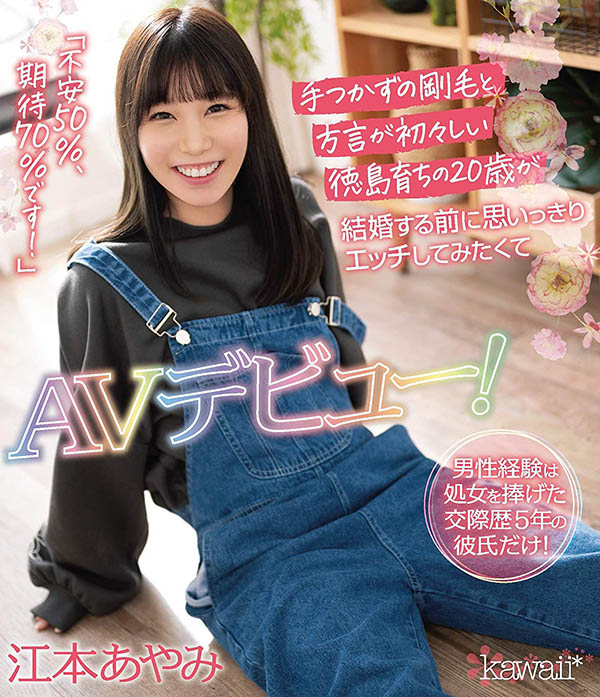 「不安50%、
期待70%です!」
手つかずの剛毛と、
方言が初々しい
徳島育ちの20歳が
結婚する前に思いっきり
エッチしてみたくて
AVデビュー!
男性経験は
処女を捧げた
交際歴5年の
彼氏だけ!
江本あやみ
kawaii*